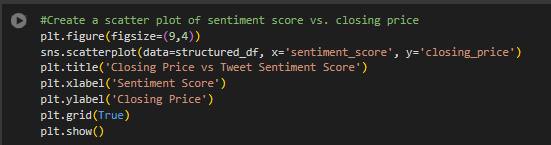 #Create a scatter plot of sentiment score vs. closing price
plt.figure(figsize=(9,4))
sns.scatterplot(data=structured_df, x='sentiment_score', y='closing_price')
plt.title('Closing Price vs Tweet Sentiment Score')
plt.xlabel('Sentiment Score')
plt.ylabel('Closing Price')
plt.grid(True)
plt.show()